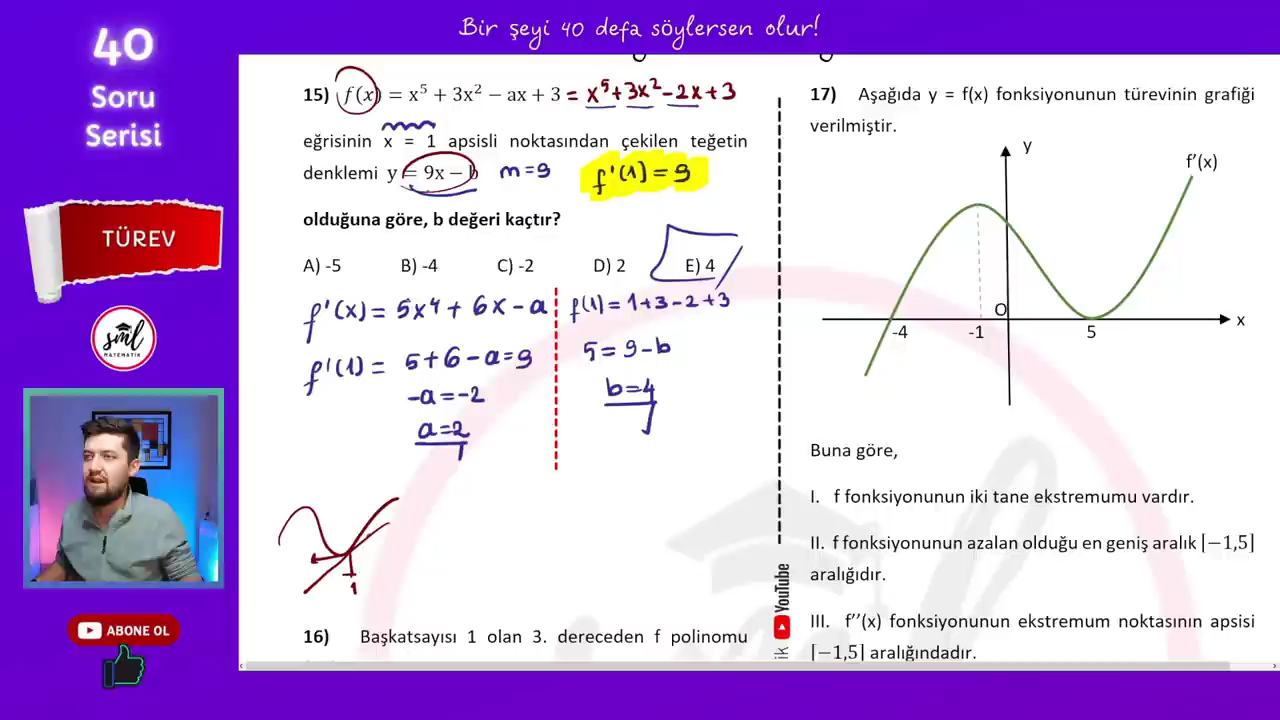 Bir şeyi 40 defa söylersen olur!
40
Soru
Serisi
TÜREV
sml
MATEMATİK
ABONE OL
15) f(x) = x⁵ + 3x² − ax + 3 = x⁵+3x²−2x+3
eğrisinin x = 1 apsisli noktasından çekilen teğetin
denklemi y = 9x − b m=9 f'(1)=9
olduğuna göre, b değeri kaçtır?
A) -5 B) -4 C) -2 D) 2 E) 4
f'(x) = 5x⁴ + 6x − a
f'(1) = 5+6−a=9
-a=-2
a=2
f(1)=1+3−2+3
5=9−b
b=4
1
16) Başkatsayısı 1 olan 3. dereceden f polinomu
YouTube
ik
17) Aşağıda y = f(x) fonksiyonunun türevinin grafiği
verilmiştir.
y
f'(x)
O
x
-4 -1 5
Buna göre,
I. f fonksiyonunun iki tane ekstremumu vardır.
II. f fonksiyonunun azalan olduğu en geniş aralık [−1,5]
aralığıdır.
III. f''(x) fonksiyonunun ekstremum noktasının apsisi
[−1,5] aralığındadır.